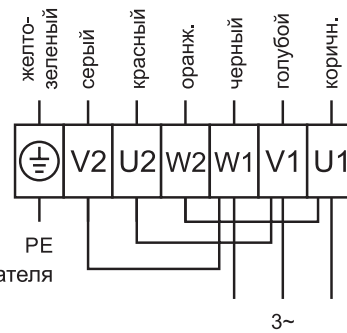 желто-
зеленый
серый
красный
оранж.
черный
голубой
коричн.
V2 U2 W2 W1 V1 U1
PE
ателя
3~